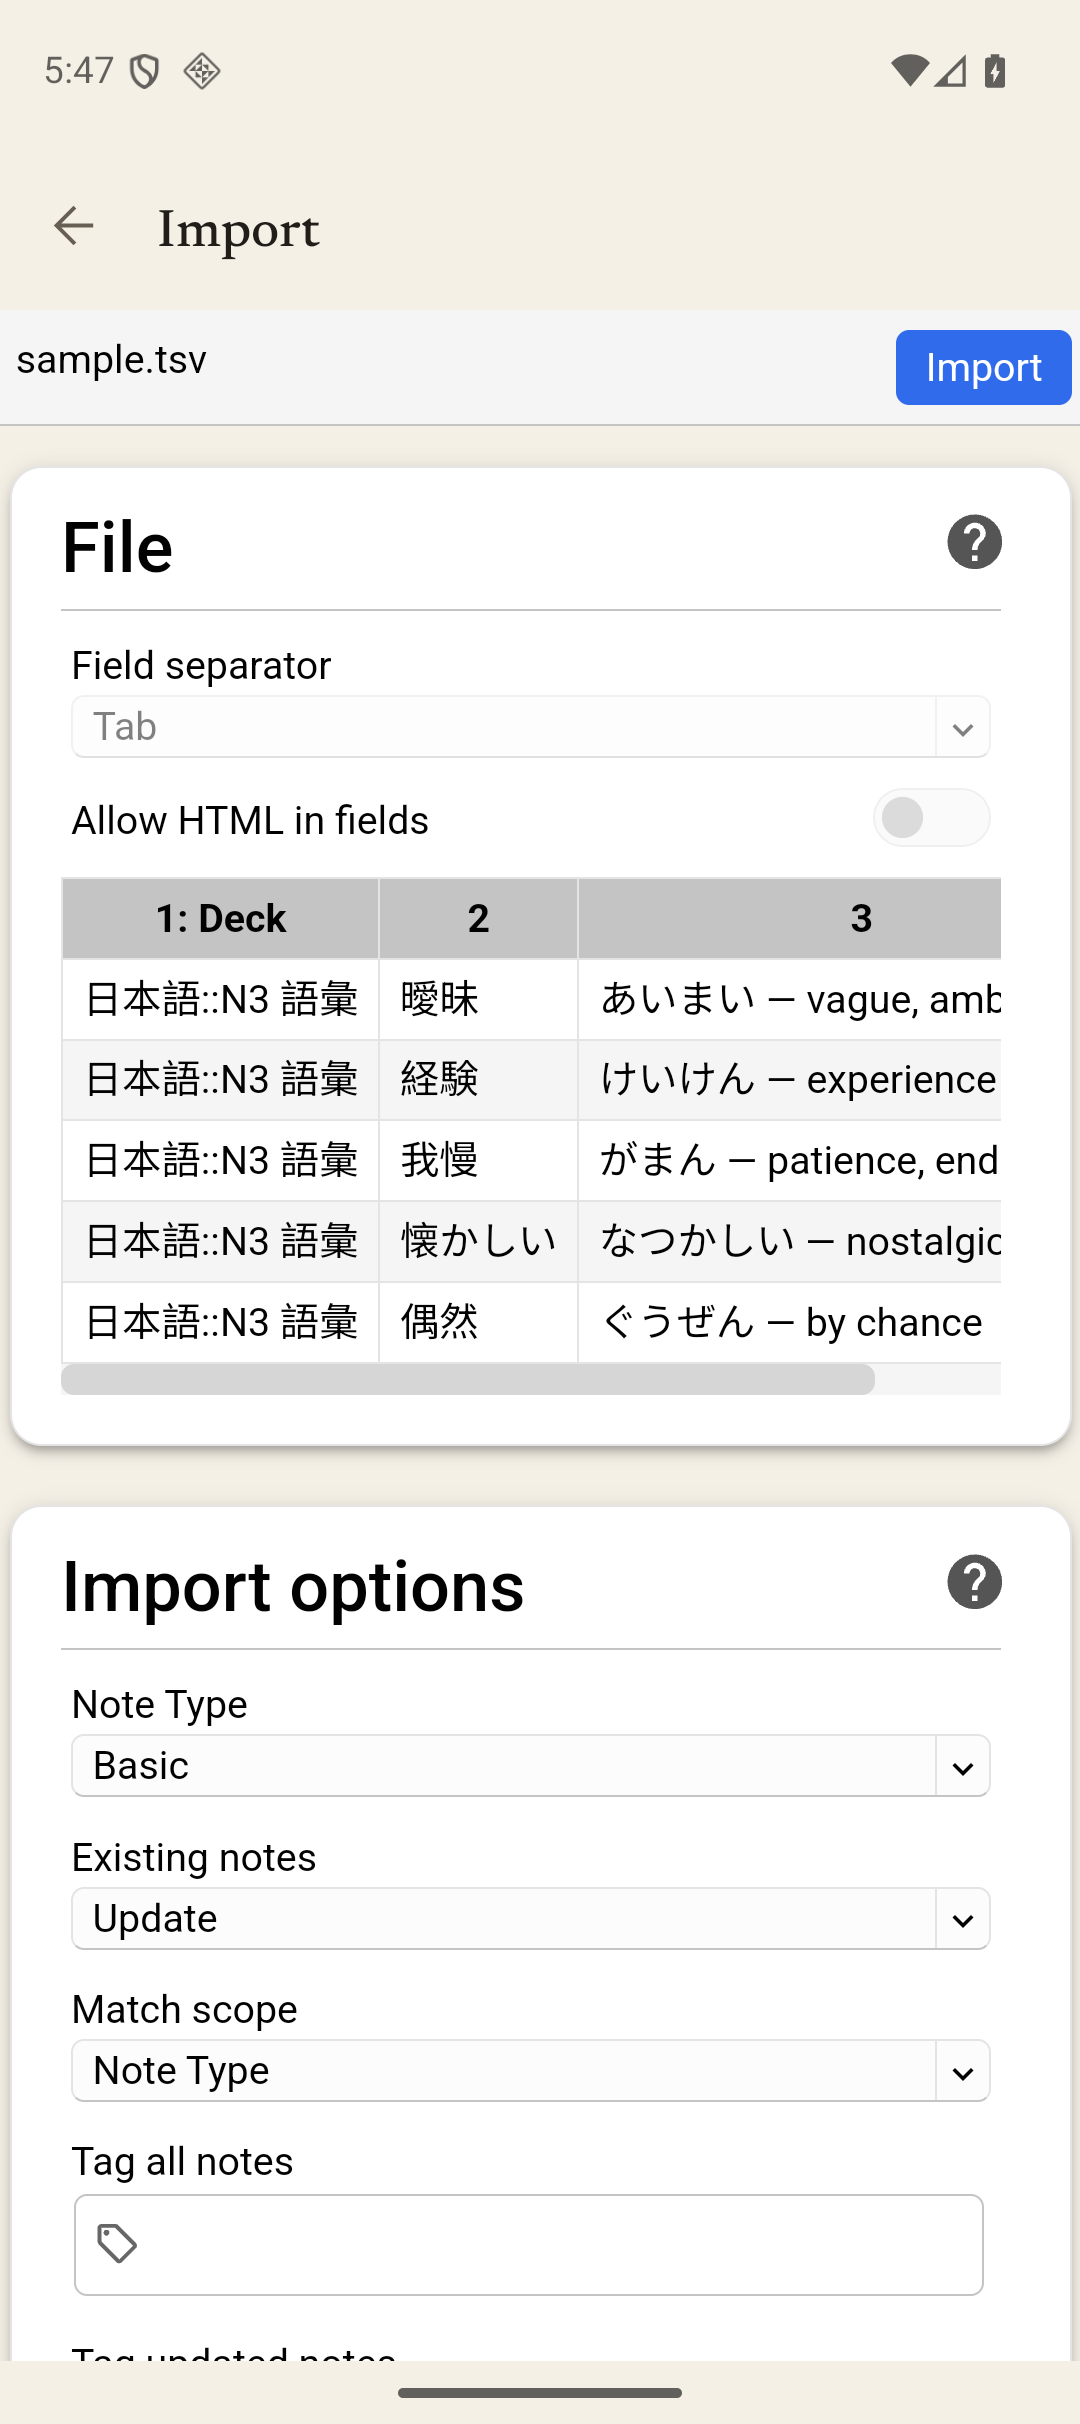 5:47
Import
sample.tsv
Import
File
Field separator
Tab
Allow HTML in fields
1: Deck 2 3
日本語::N3 語彙 曖昧 あいまい – vague, amb
日本語::N3 語彙 経験 けいけん – experience
日本語::N3 語彙 我慢 がまん – patience, end
日本語::N3 語彙 懐かしい なつかしい – nostalgic
日本語::N3 語彙 偶然 ぐうぜん – by chance
Import options
Note Type
Basic
Existing notes
Update
Match scope
Note Type
Tag all notes
Tag updated notes